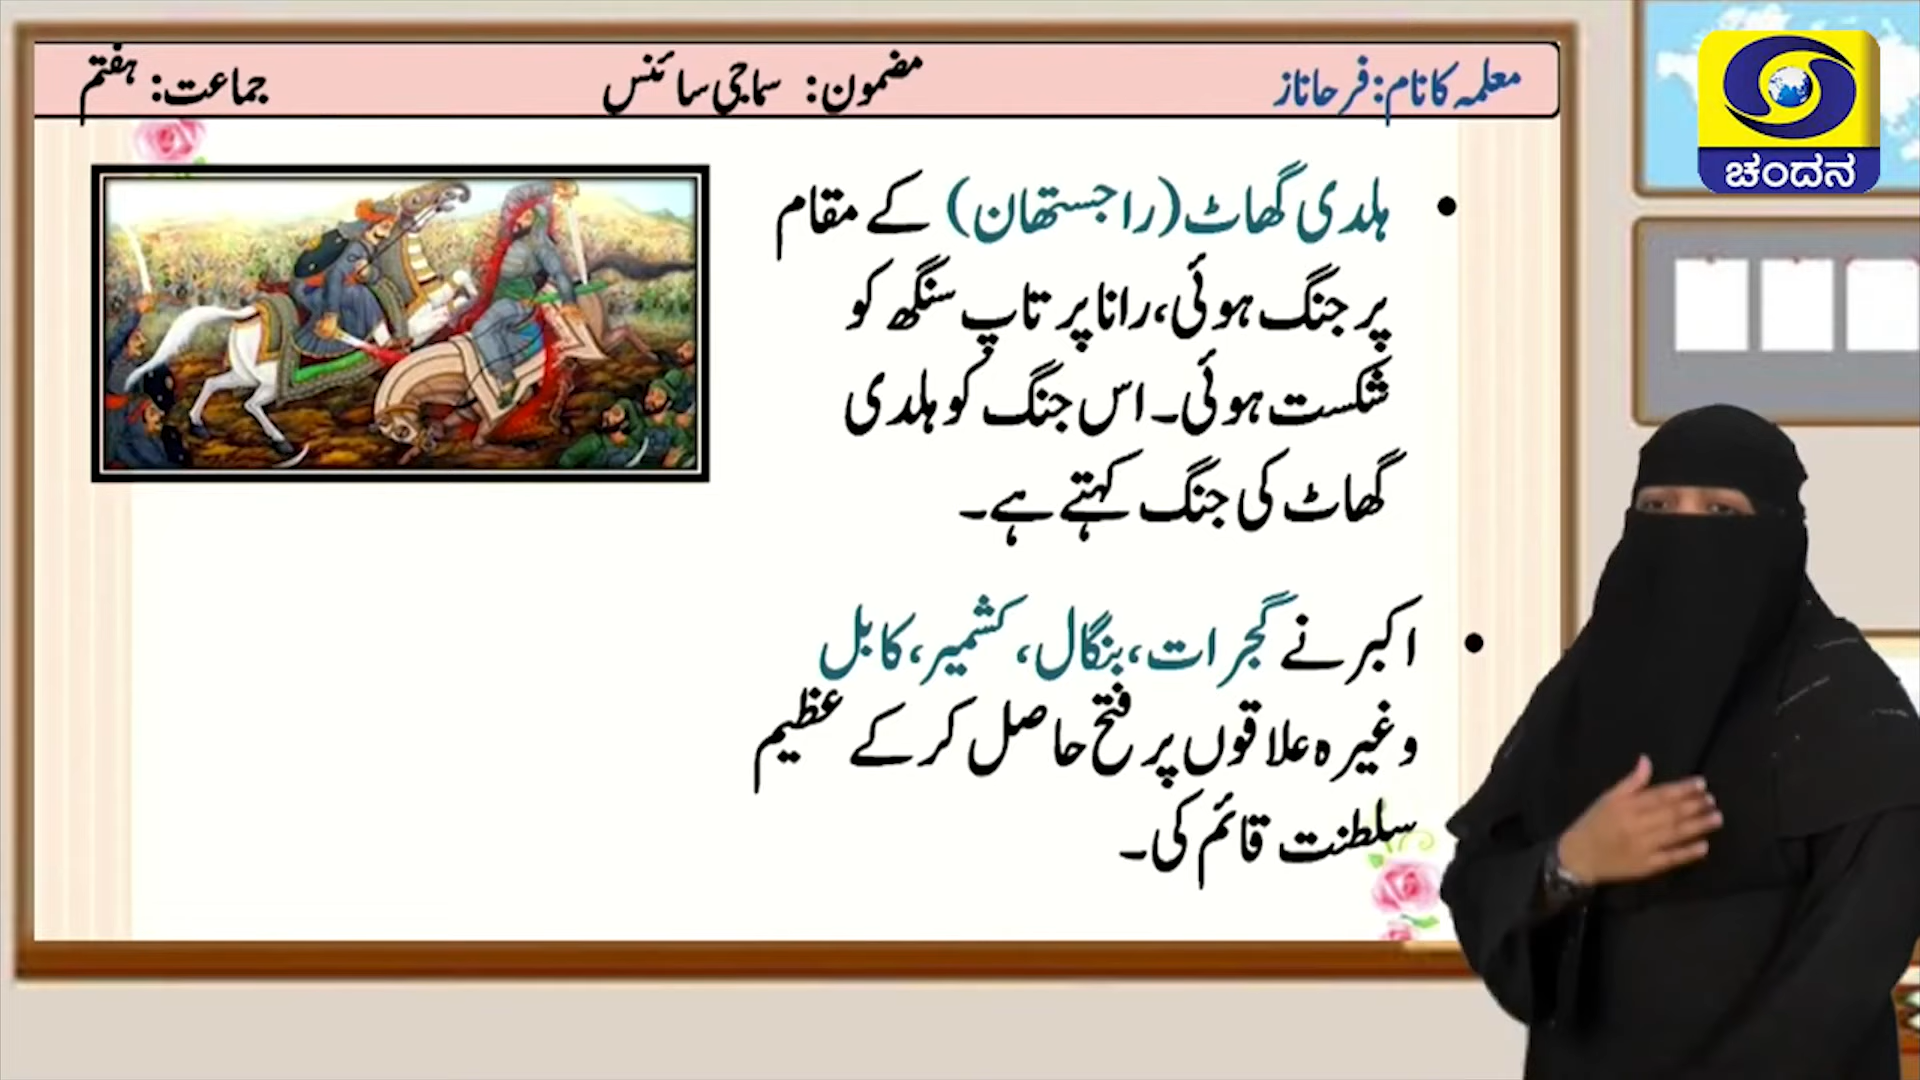 معلمہ کا نام: فرحاناز
مضمون: سماجی سائنس
جماعت: ہفتم
ಚಂದನ
• ہلدی گھاٹ (راجستھان) کے مقام
پر جنگ ہوئی، رانا پرتاپ سنگھ کو
شکست ہوئی۔ اس جنگ کو ہلدی
گھاٹ کی جنگ کہتے ہے۔
• اکبر نے گجرات، بنگال، کشمیر، کابل
وغیرہ علاقوں پر فتح حاصل کر کے عظیم
سلطنت قائم کی۔